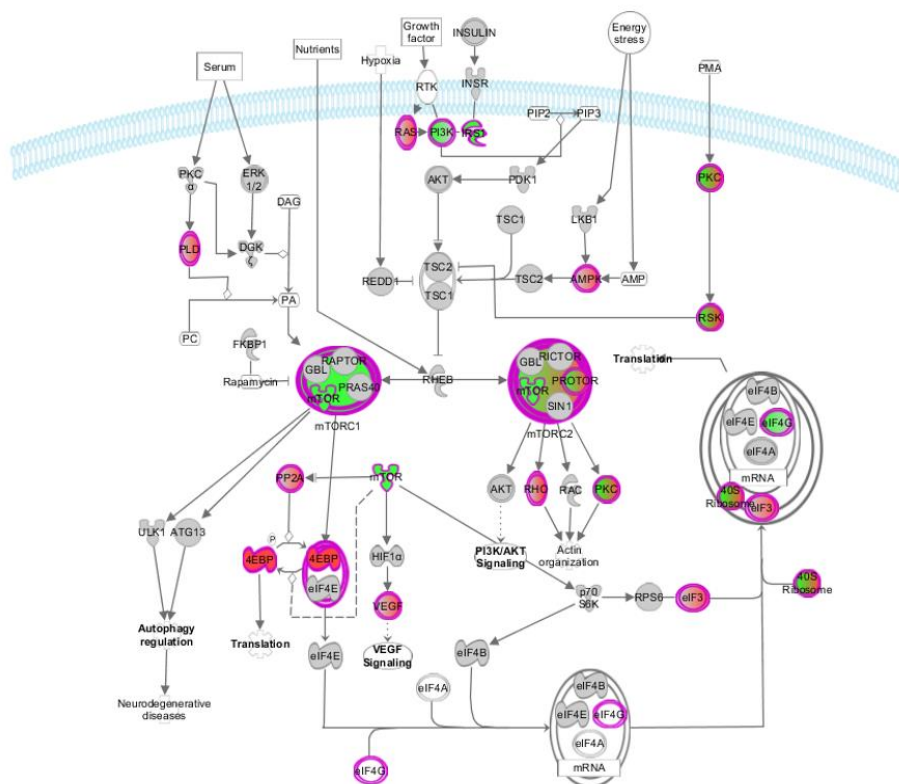 Growth
factor
INSULIN
Energy
stress
Nutrients
Serum
Hypoxia
PMA
RTK
INSR
PIP2
PIP3
RAS
PI3K
IRS1
PKC
α
ERK
1/2
AKT
PDK1
PKC
DAG
TSC1
LKB1
PLD
DGK
ζ
TSC2
REDD1
TSC2
AMPK
AMP
TSC1
PA
RSK
PC
FKBP1
RAPTOR
GBL
RICTOR
GBL
Translation
Rapamycin
PRAS40
RHEB
PROTOR
mTOR
mTOR
SIN1
eIF4B
mTORC1
mTORC2
eIF4E
eIF4G
eIF4A
PP2A
mTOR
mRNA
AKT
RHO
RAC
PKC
40S
Ribosome
eIF3
ULK1
ATG13
P
4EBP
4EBP
HIF1α
PI3K/AKT
Signaling
Actin
organization
eIF4E
p70
S6K
RPS6
eIF3
40S
Ribosome
VEGF
Autophagy
regulation
Translation
VEGF
Signaling
eIF4E
eIF4B
eIF4A
eIF4B
Neurodegenerative
diseases
eIF4E
eIF4G
eIF4A
eIF4G
mRNA